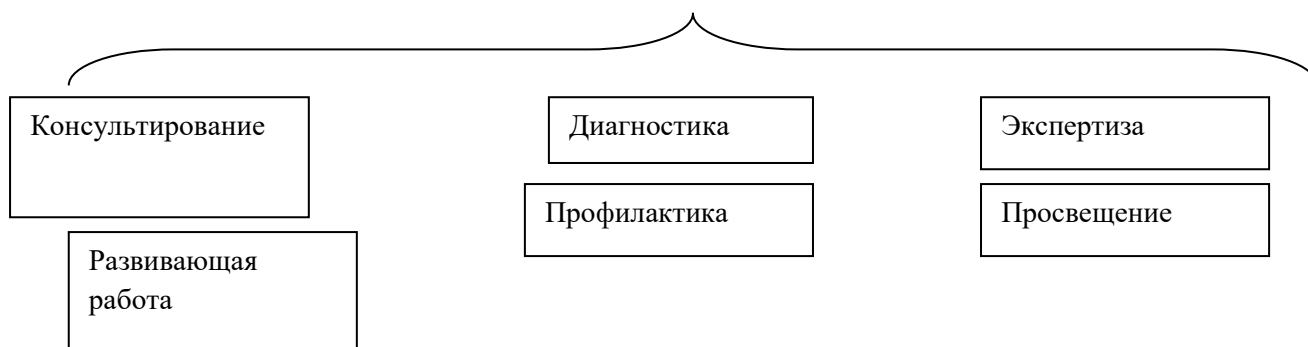 Консультирование
Диагностика
Экспертиза
Профилактика
Просвещение
Развивающая
работа